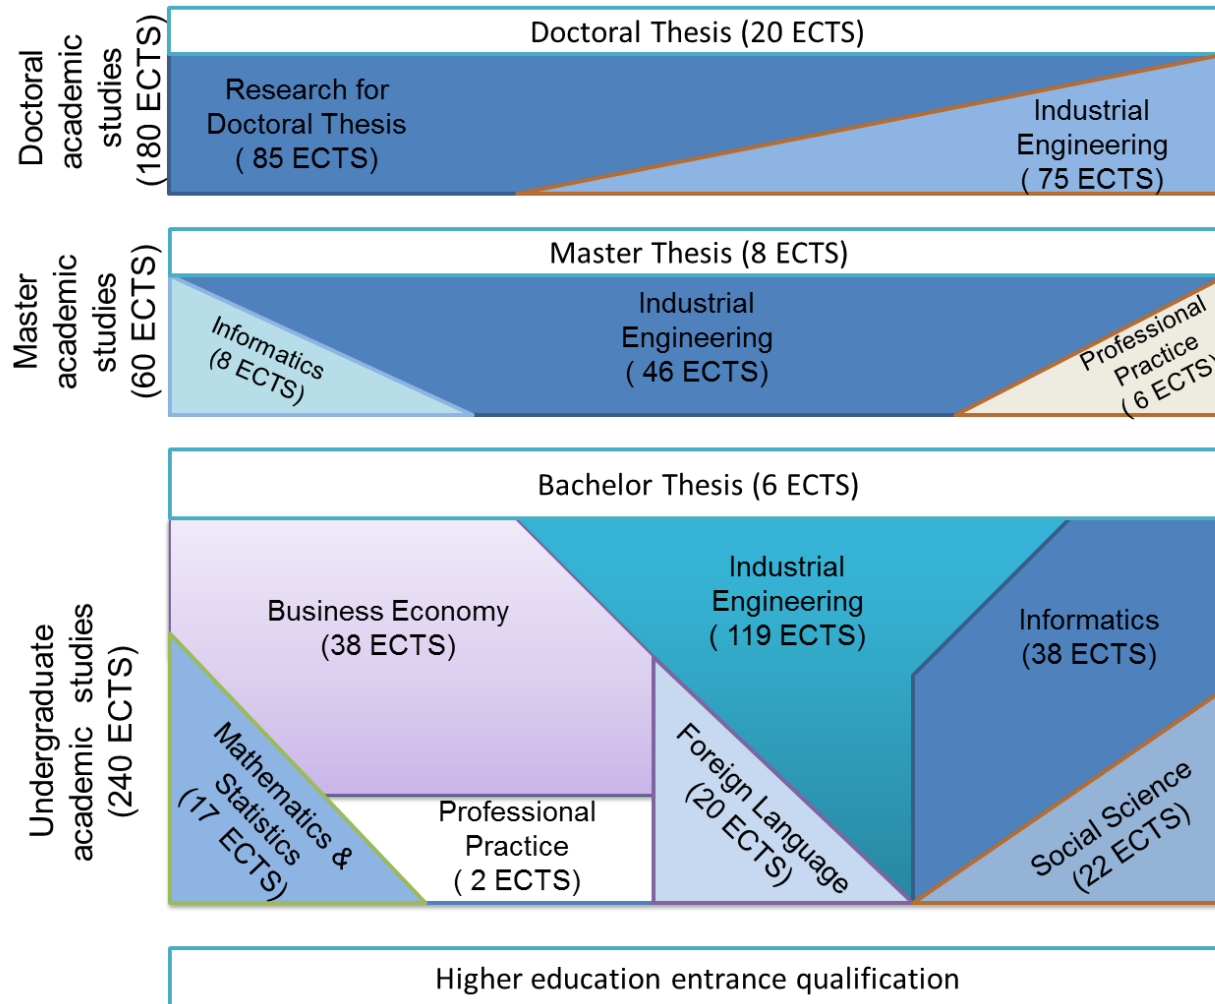 Doctoral
academic
studies
(180 ECTS)
Doctoral Thesis (20 ECTS)
Research for
Doctoral Thesis
( 85 ECTS)
Industrial
Engineering
( 75 ECTS)
Master
academic
studies
(60 ECTS)
Master Thesis (8 ECTS)
Informatics
(8 ECTS)
Industrial
Engineering
( 46 ECTS)
Professional
Practice
( 6 ECTS)
Undergraduate
academic studies
(240 ECTS)
Bachelor Thesis (6 ECTS)
Business Economy
(38 ECTS)
Industrial
Engineering
( 119 ECTS)
Informatics
(38 ECTS)
Mathematics &
Statistics
(17 ECTS)
Professional
Practice
( 2 ECTS)
Foreign Language
(20 ECTS)
Social Science
(22 ECTS)
Higher education entrance qualification